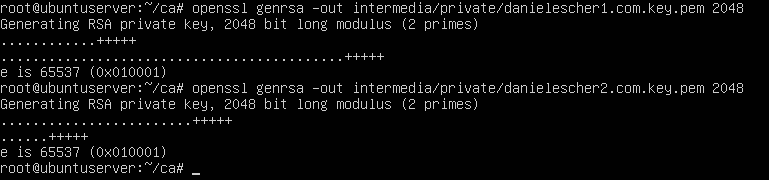 root@ubuntuserver:~/ca# openssl genrsa -out intermedia/private/danielescher1.com.key.pem 2048
Generating RSA private key, 2048 bit long modulus (2 primes)
............+++++
...........................................+++++
e is 65537 (0x010001)
root@ubuntuserver:~/ca# openssl genrsa -out intermedia/private/danielescher2.com.key.pem 2048
Generating RSA private key, 2048 bit long modulus (2 primes)
........................+++++
......+++++
e is 65537 (0x010001)
root@ubuntuserver:~/ca# _